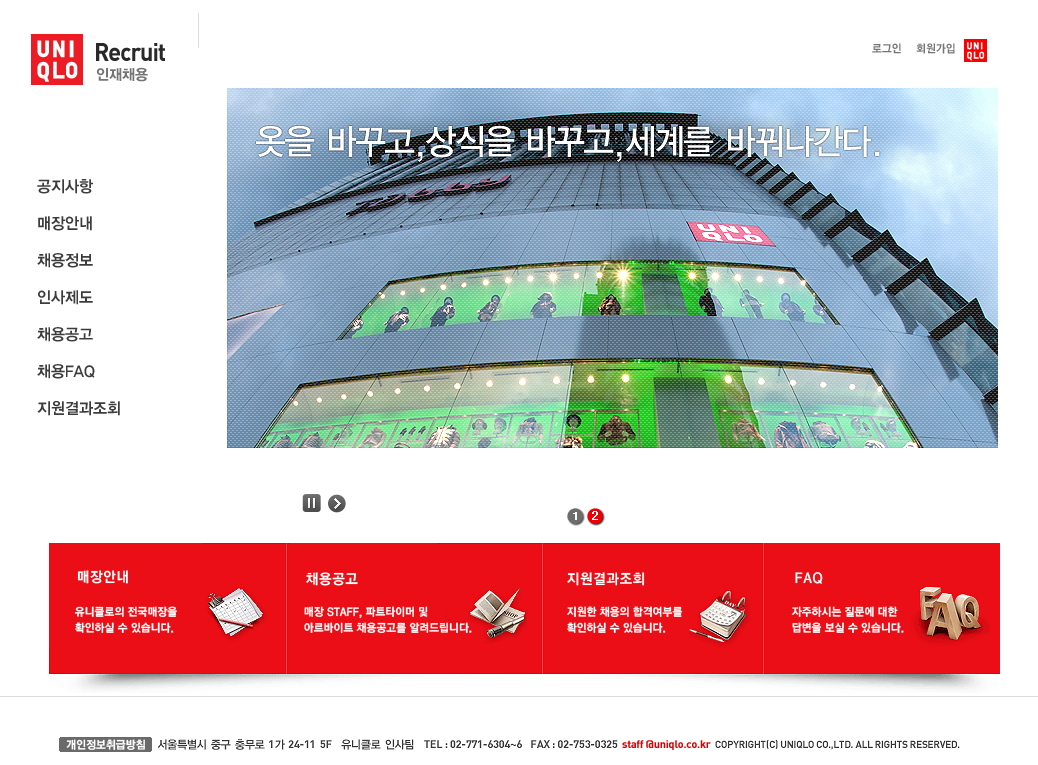 UNI
QLO
Recruit
인재채용
로그인 회원가입 UNI
QLO
옷을 바꾸고,상식을 바꾸고,세계를 바꿔나간다.
UNI
QLO
공지사항
매장안내
채용정보
인사제도
채용공고
채용FAQ
지원결과조회
1 2
매장안내
유니클로의 전국매장을
확인하실 수 있습니다.
채용공고
매장 STAFF, 파트타이머 및
아르바이트 채용공고를 알려드립니다.
지원결과조회
지원한 채용의 합격여부를
확인하실 수 있습니다.
FAQ
자주하시는 질문에 대한
답변을 보실 수 있습니다.
FAQ
개인정보취급방침 서울특별시 중구 충무로 1가 24-11 5F 유니클로 인사팀 TEL : 02-771-6304~6 FAX : 02-753-0325 staff@uniqlo.co.kr COPYRIGHT(C) UNIQLO CO.,LTD. ALL RIGHTS RESERVED.